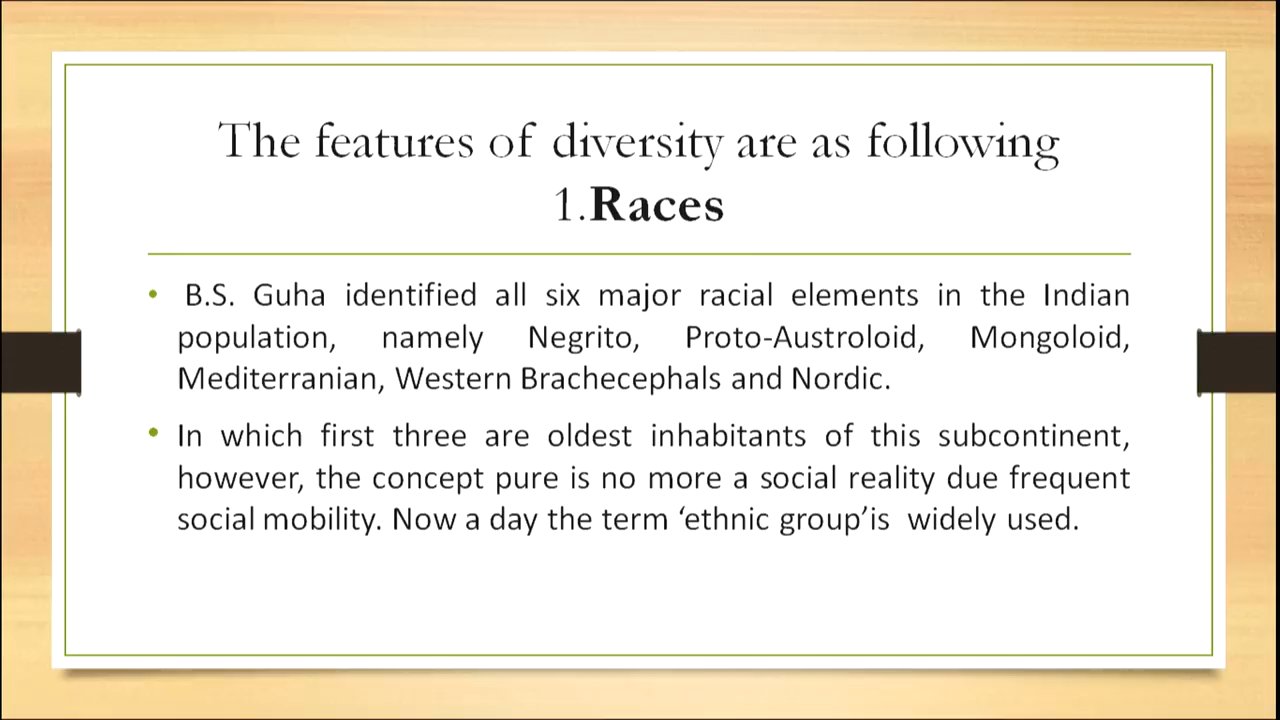 The features of diversity are as following
1.Races
• B.S. Guha identified all six major racial elements in the Indian
population, namely Negrito, Proto-Austroloid, Mongoloid,
Mediterranian, Western Brachecephals and Nordic.
• In which first three are oldest inhabitants of this subcontinent,
however, the concept pure is no more a social reality due frequent
social mobility. Now a day the term ‘ethnic group’is widely used.